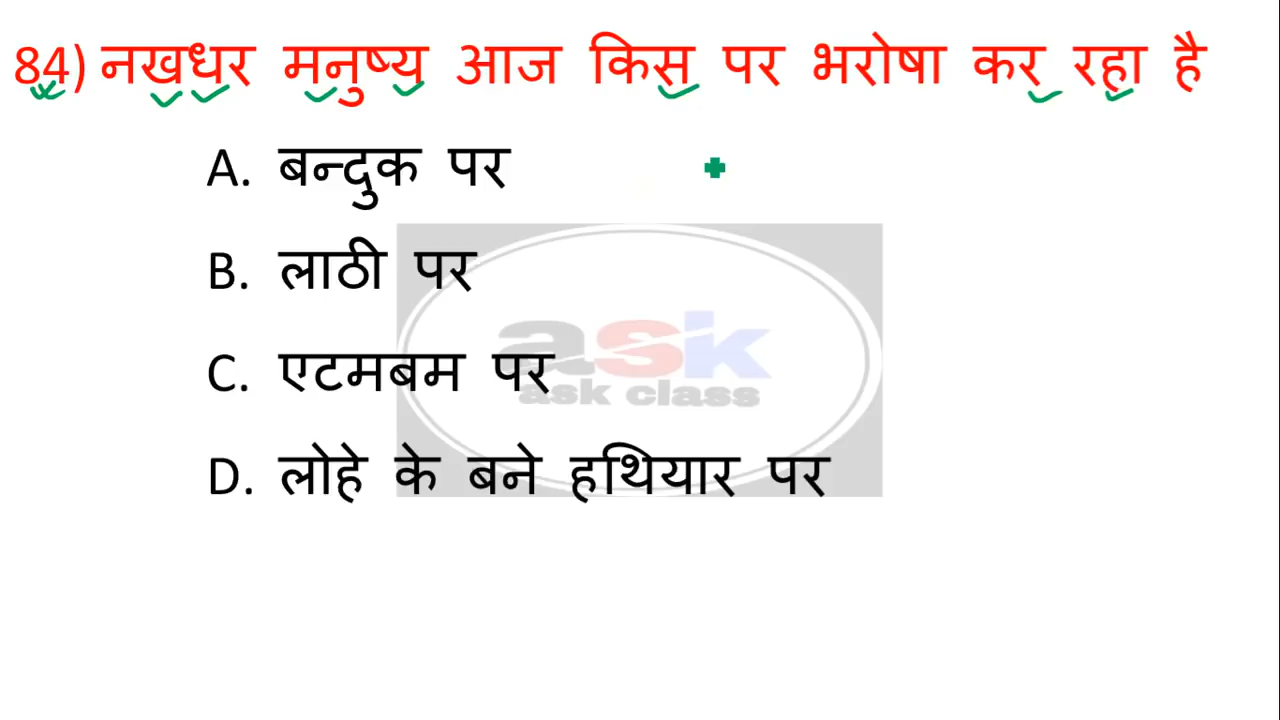 84) नखधर मनुष्य आज किस पर भरोषा कर रहा है
A. बन्दुक पर
B. लाठी पर
C. एटमबम पर
D. लोहे के बने हथियार पर
ask
ask class